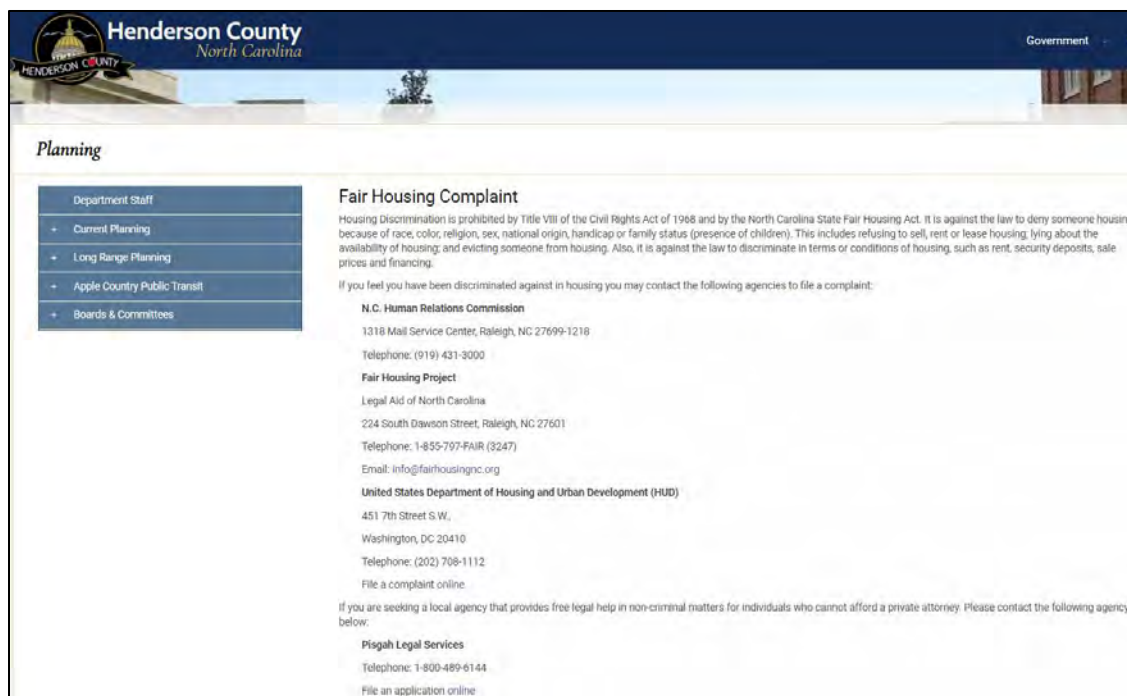 Henderson County
North Carolina
HENDERSON COUNTY
Government
Planning
Department Staff
+ Current Planning
+ Long Range Planning
+ Apple Country Public Transit
+ Boards & Committees
Fair Housing Complaint
Housing Discrimination is prohibited by Title VIII of the Civil Rights Act of 1968 and by the North Carolina State Fair Housing Act. It is against the law to deny someone housin
because of race, color, religion, sex, national origin, handicap or family status (presence of children). This includes refusing to sell, rent or lease housing; lying about the
availability of housing; and evicting someone from housing. Also, it is against the law to discriminate in terms or conditions of housing, such as rent, security deposits, sale
prices and financing.
If you feel you have been discriminated against in housing you may contact the following agencies to file a complaint:
N.C. Human Relations Commission
1318 Mail Service Center, Raleigh, NC 27699-1218
Telephone: (919) 431-3000
Fair Housing Project
Legal Aid of North Carolina
224 South Dawson Street, Raleigh, NC 27601
Telephone: 1-855-797-FAIR (3247)
Email: info@fairhousingnc.org
United States Department of Housing and Urban Development (HUD)
451 7th Street S.W.,
Washington, DC 20410
Telephone: (202) 708-1112
File a complaint online
If you are seeking a local agency that provides free legal help in non-criminal matters for individuals who cannot afford a private attorney. Please contact the following agency
below:
Pisgah Legal Services
Telephone: 1-800-489-6144
File an application online